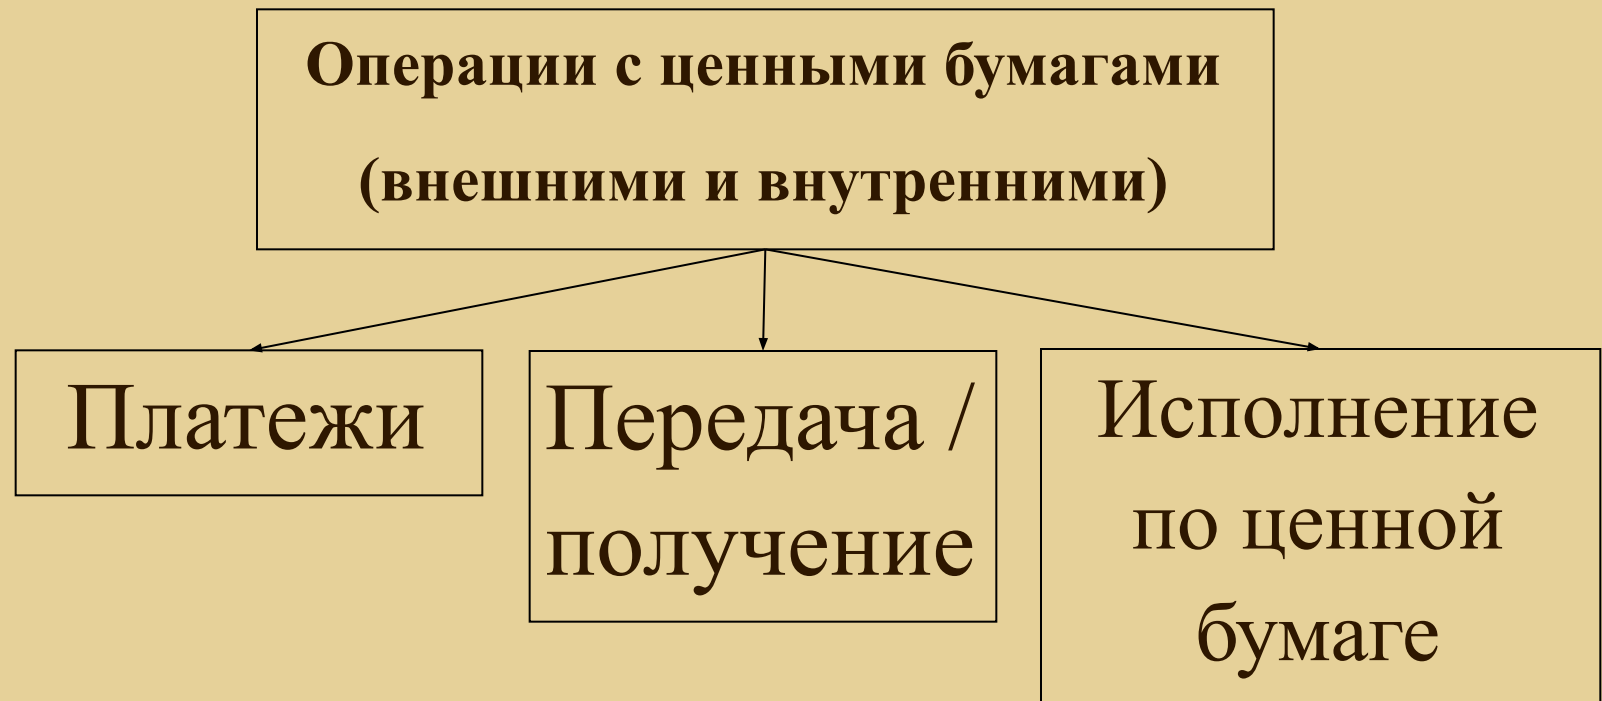 Операции с ценными бумагами
(внешними и внутренними)
Платежи
Передача /
получение
Исполнение
по ценной
бумаге